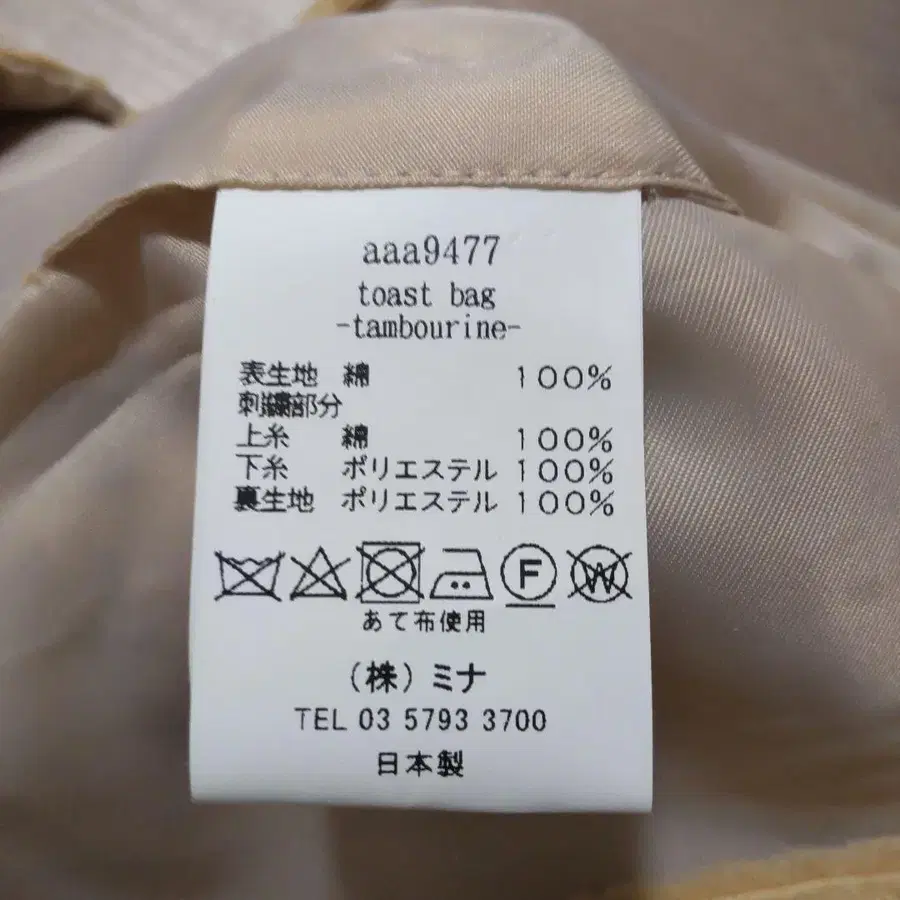 aaa9477
toast bag
-tambourine-
表生地 綿 100%
刺繍部分
上糸 綿 100%
下糸 ポリエステル 100%
裏生地 ポリエステル 100%
F W
あて布使用
(株)ミナ
TEL 03 5793 3700
日本製